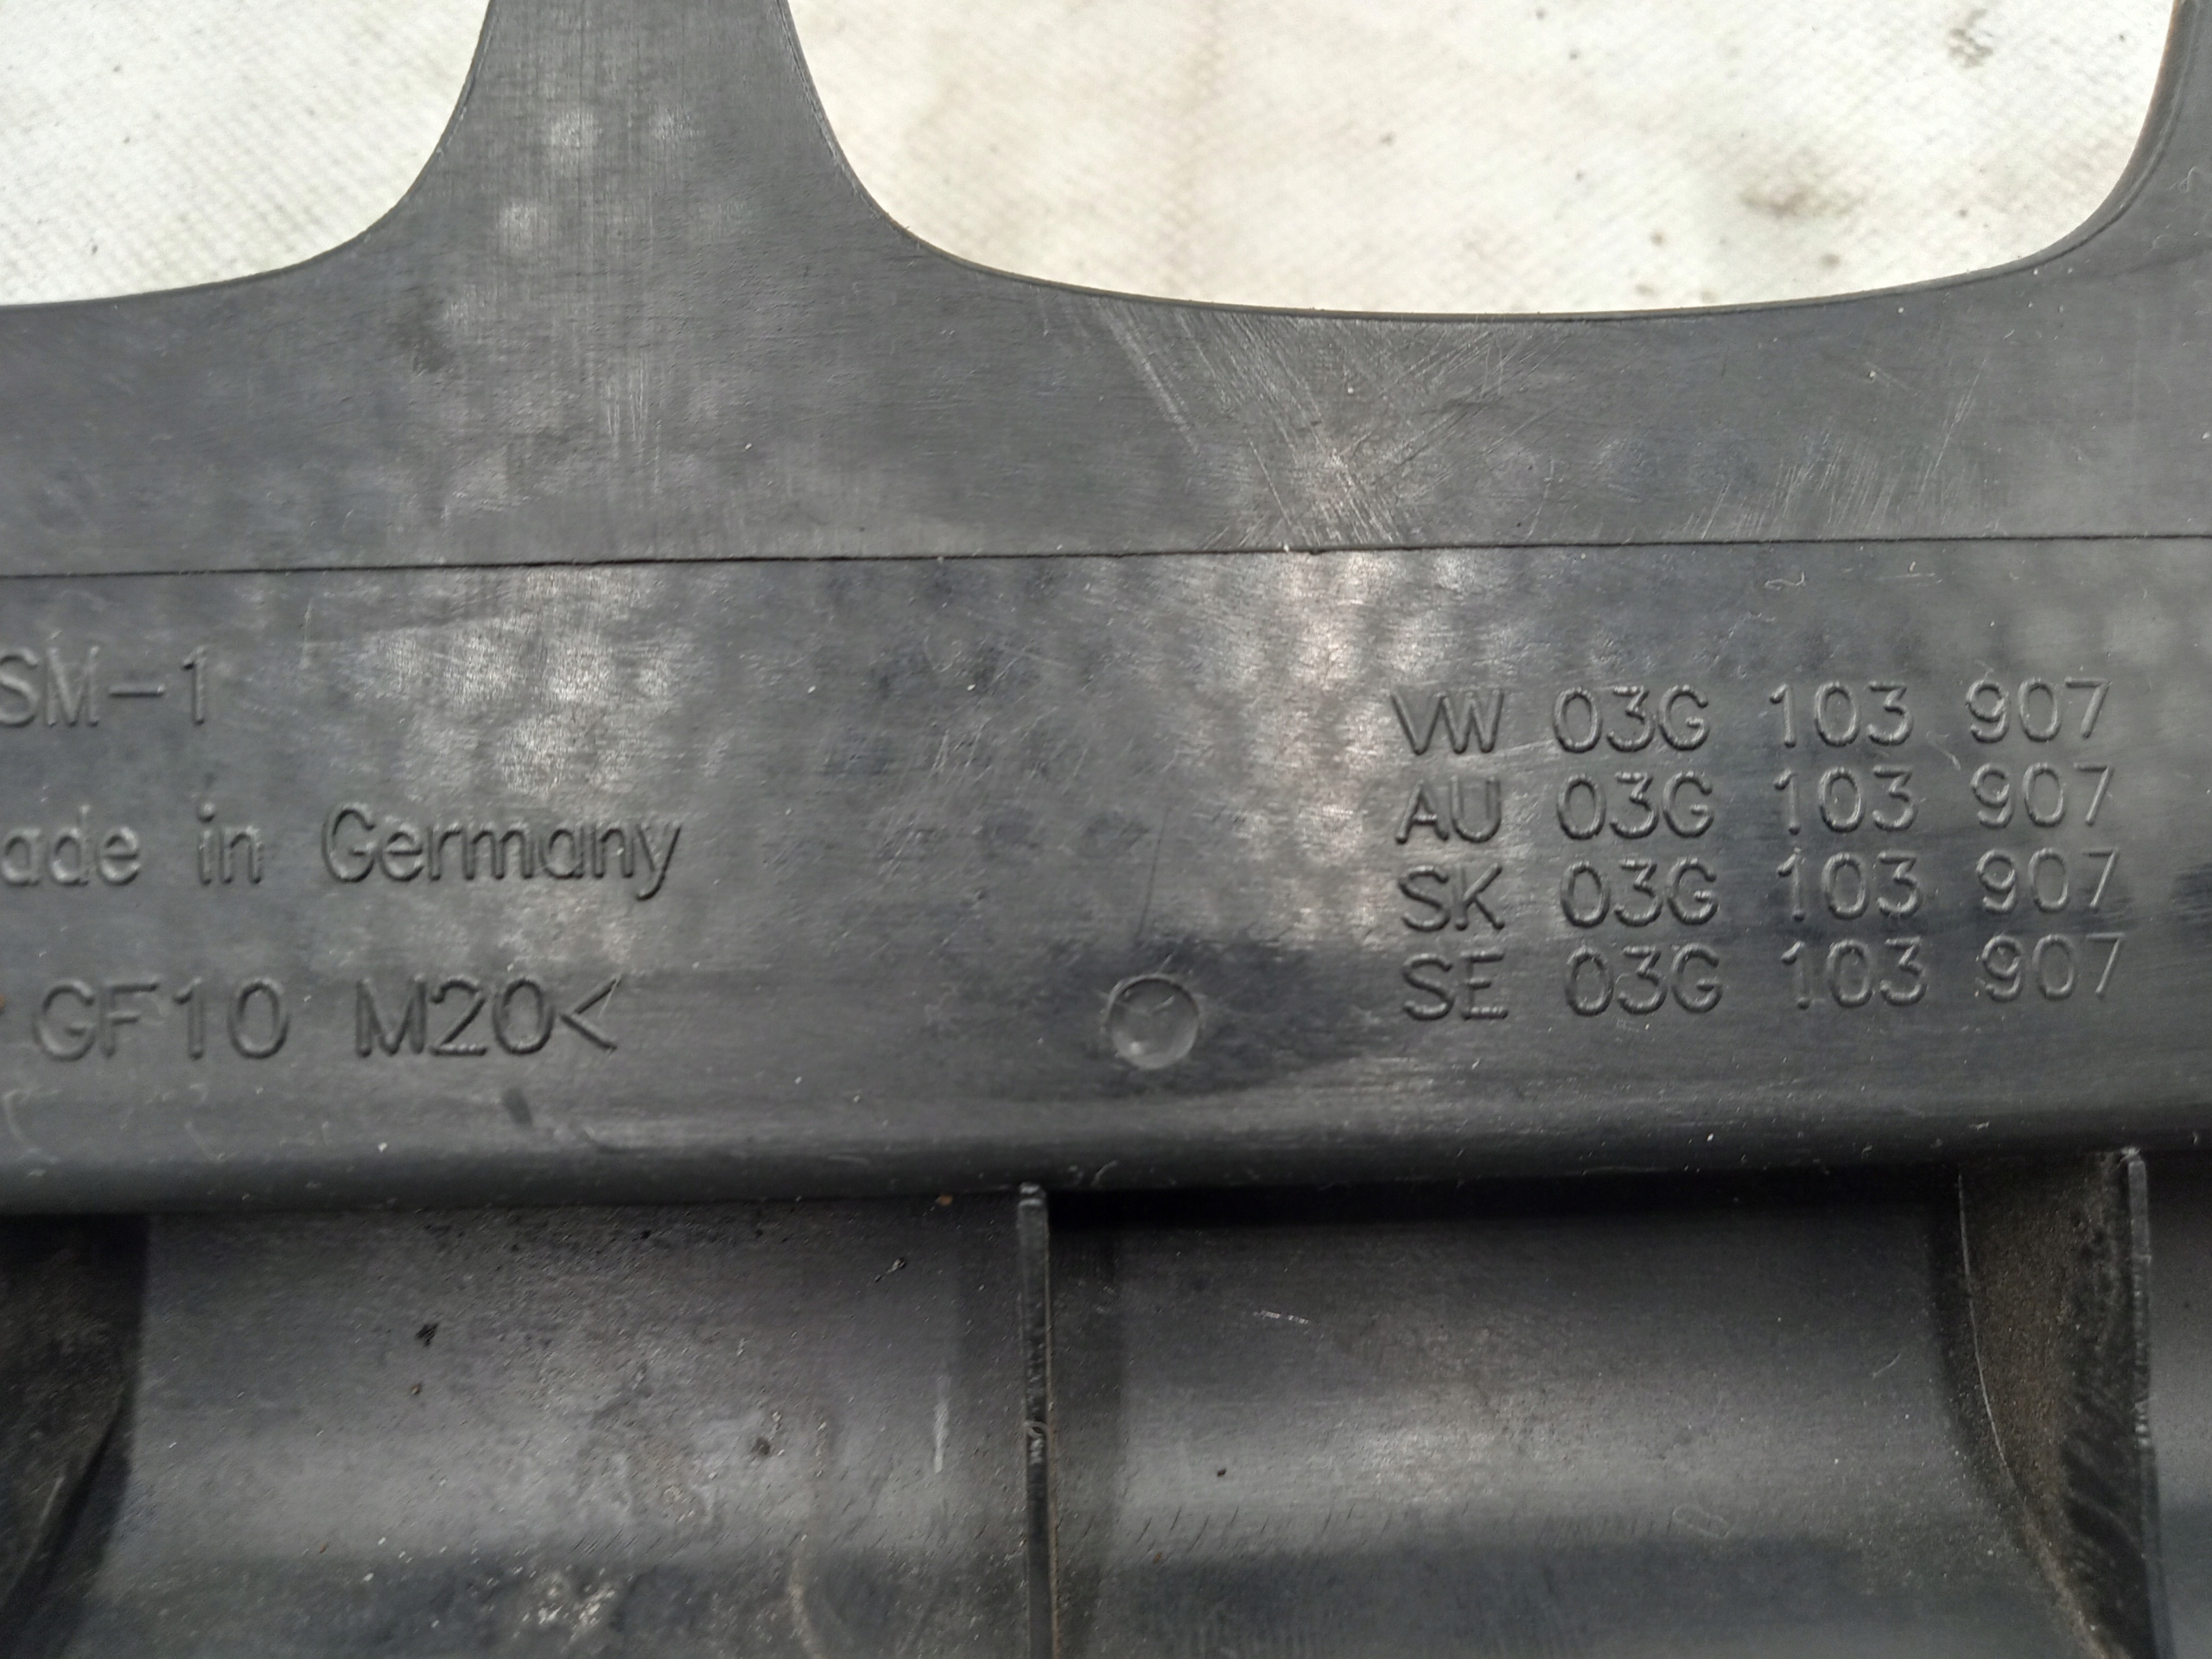 SM-1
ade in Germany
GF10 M20<
VW 03G 103 907
AU 03G 103 907
SK 03G 103 907
SE 03G 103 907